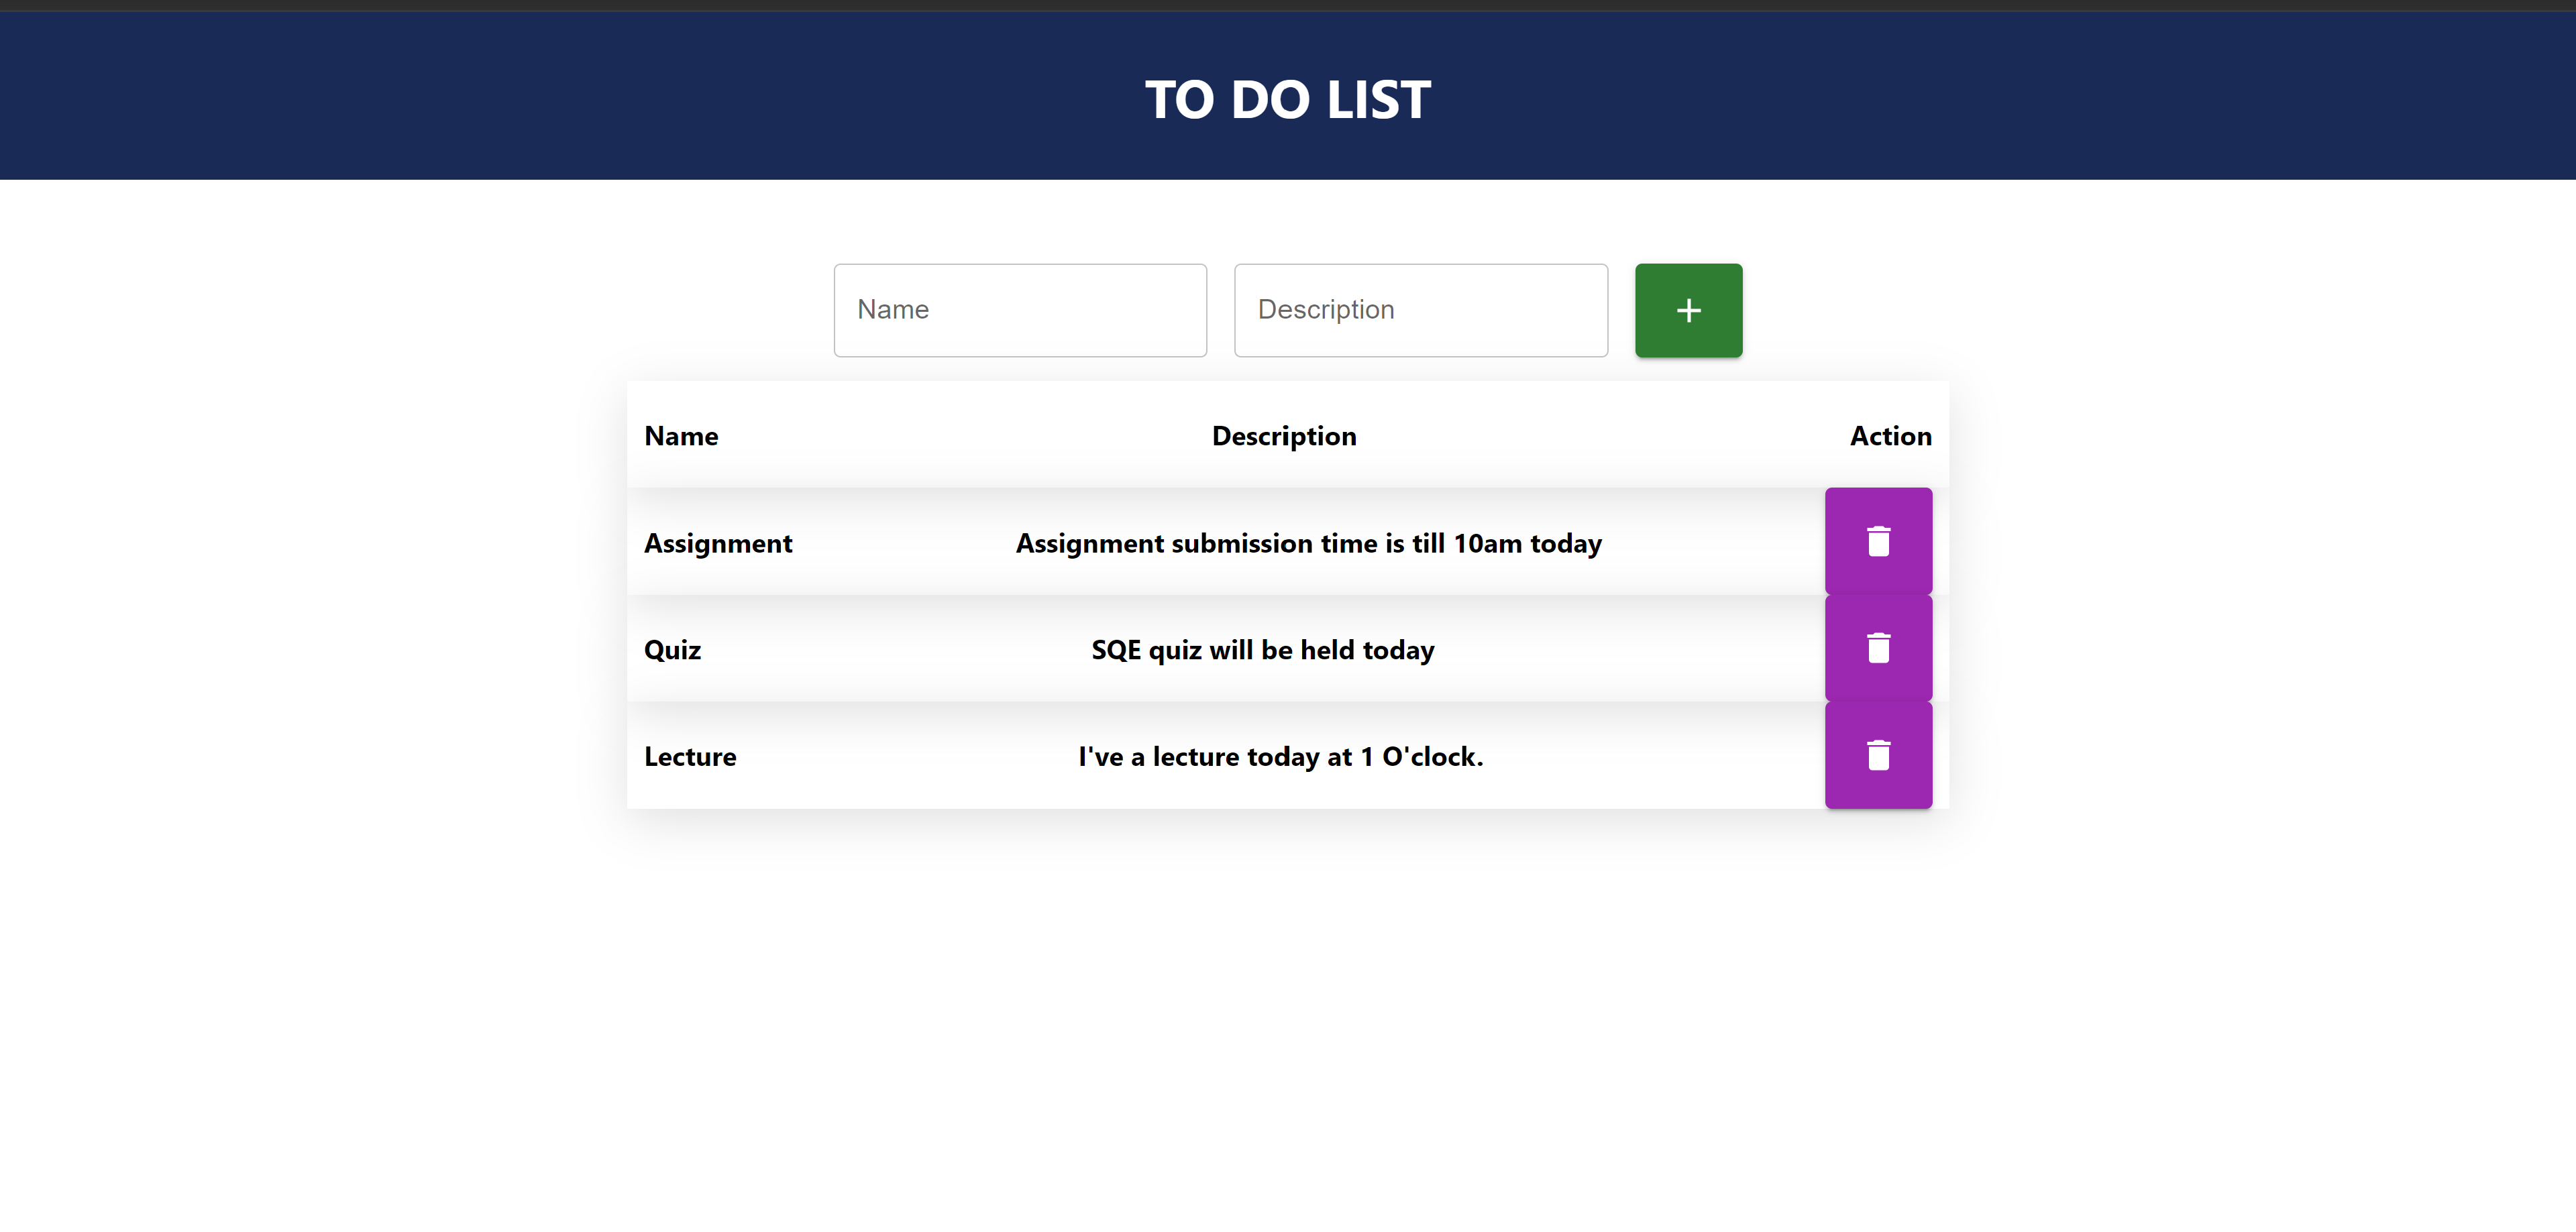 TO DO LIST
Name Description +
Name Description Action
Assignment Assignment submission time is till 10am today
Quiz SQE quiz will be held today
Lecture I've a lecture today at 1 O'clock.